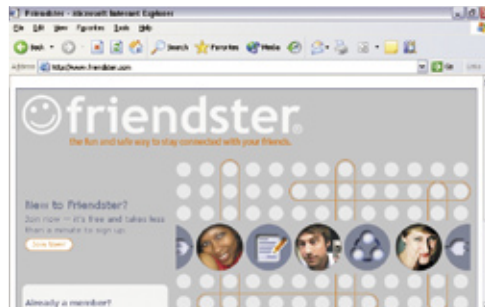 Friendster - Microsoft Internet Explorer
File Edit View Favorites Tools Help
Back Search Favorites Media
Address http://www.friendster.com Go Links
friendster®
the fun and safe way to stay connected with your friends.
New to Friendster?
Join now — it's free and takes less
than a minute to sign up.
Join Now!
Already a member?